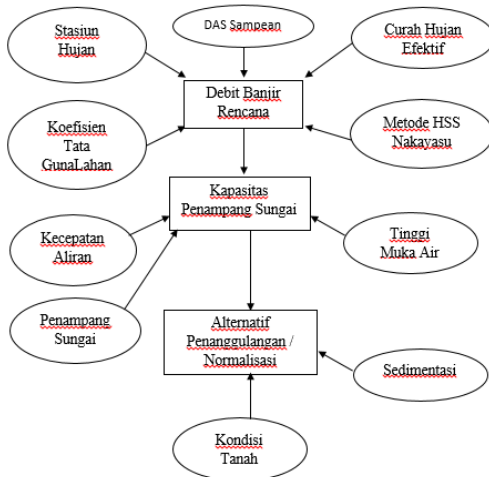 Stasiun
Hujan
DAS Sampean
Curah Hujan
Efektif
Debit Banjir
Rencana
Koefisien
Tata
GunaLahan
Metode HSS
Nakayasu
Kapasitas
Penampang Sungai
Kecepatan
Aliran
Tinggi
Muka Air
Penampang
Sungai
Alternatif
Penanggulangan /
Normalisasi
Sedimentasi
Kondisi
Tanah